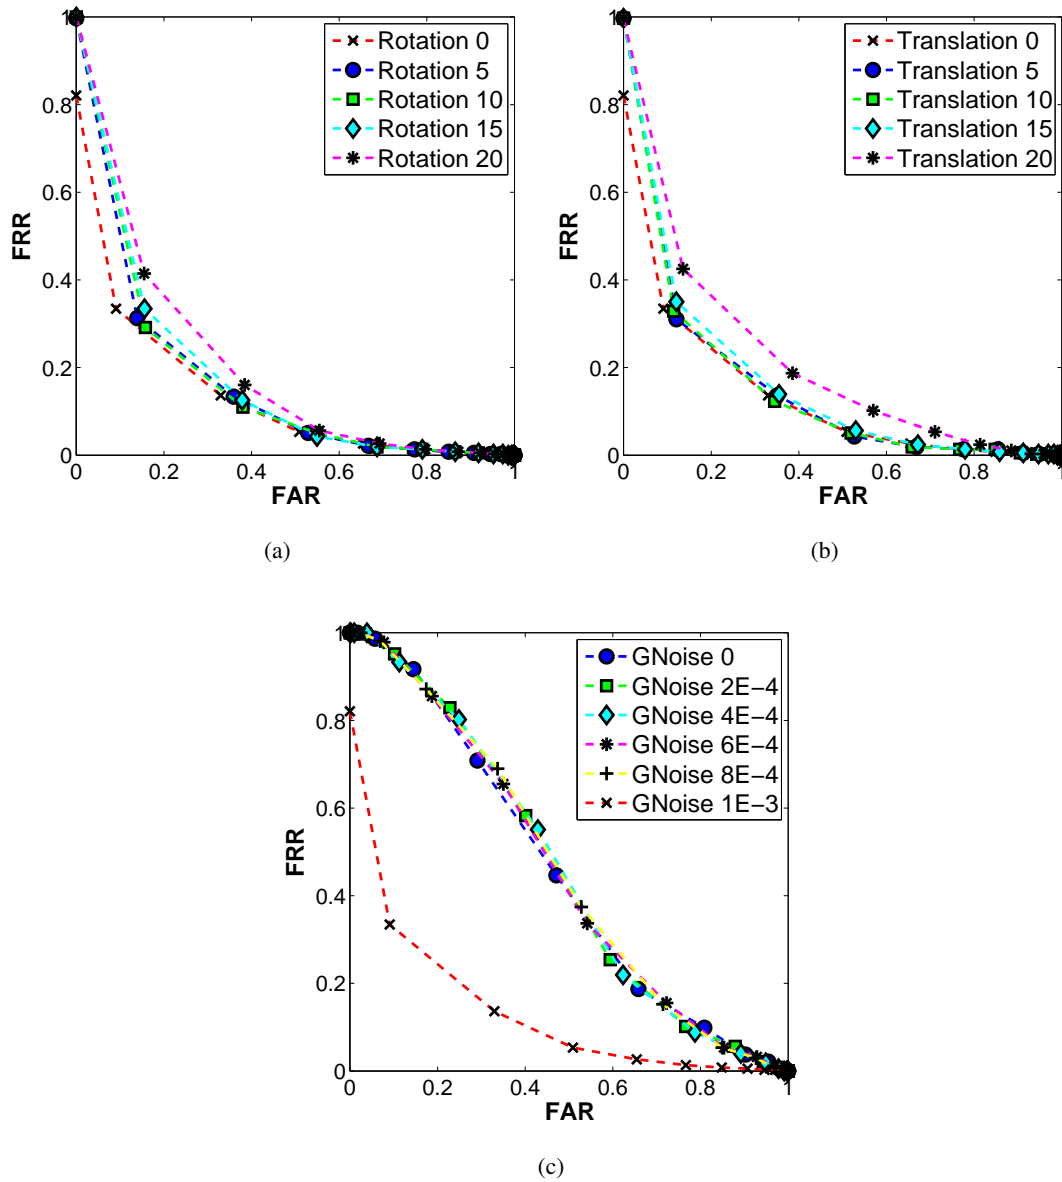 1
0.8
0.6
0.4
0.2
0
0
0.2
0.4
0.6
0.8
1
FRR
FAR
Rotation 0
Rotation 5
Rotation 10
Rotation 15
Rotation 20
(a)
1
0.8
0.6
0.4
0.2
0
0
0.2
0.4
0.6
0.8
1
FRR
FAR
Translation 0
Translation 5
Translation 10
Translation 15
Translation 20
(b)
1
0.8
0.6
0.4
0.2
0
0
0.2
0.4
0.6
0.8
1
FRR
FAR
GNoise 0
GNoise 2E−4
GNoise 4E−4
GNoise 6E−4
GNoise 8E−4
GNoise 1E−3
(c)